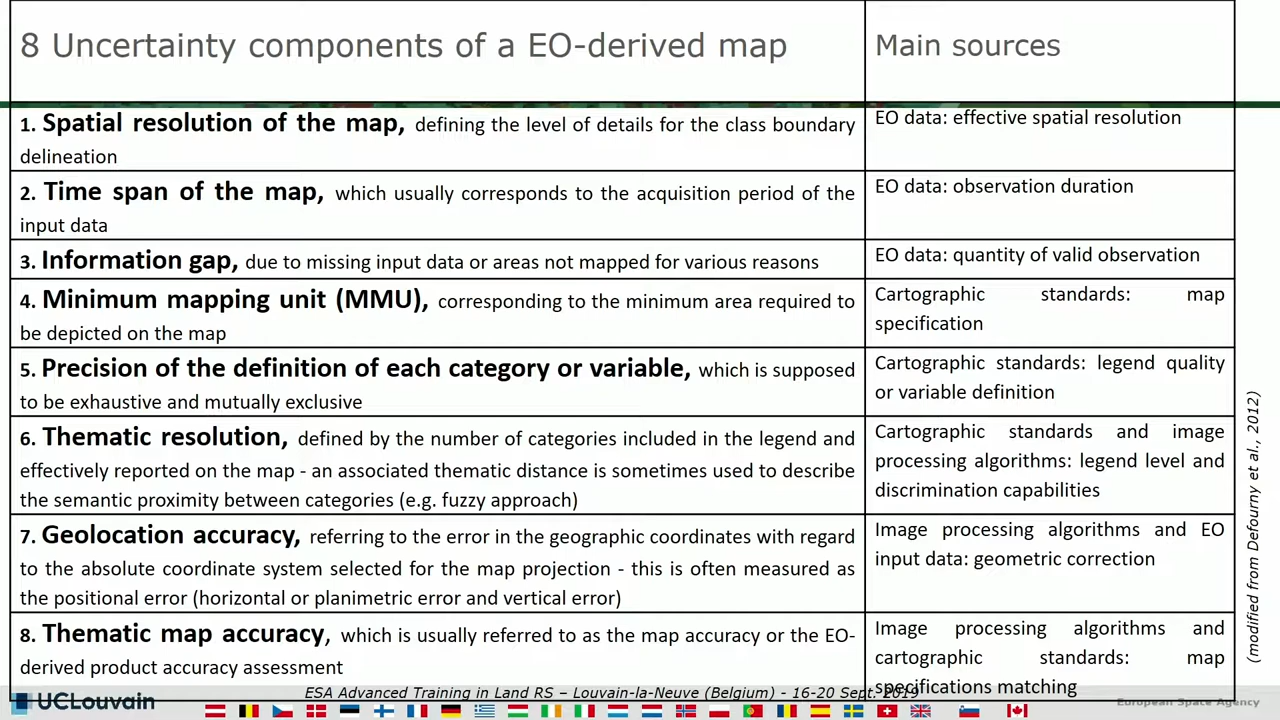 8 Uncertainty components of a EO-derived map
Main sources
1. Spatial resolution of the map, defining the level of details for the class boundary
delineation
EO data: effective spatial resolution
2. Time span of the map, which usually corresponds to the acquisition period of the
input data
EO data: observation duration
3. Information gap, due to missing input data or areas not mapped for various reasons
EO data: quantity of valid observation
4. Minimum mapping unit (MMU), corresponding to the minimum area required to
be depicted on the map
Cartographic standards: map
specification
5. Precision of the definition of each category or variable, which is supposed
to be exhaustive and mutually exclusive
Cartographic standards: legend quality
or variable definition
6. Thematic resolution, defined by the number of categories included in the legend and
effectively reported on the map - an associated thematic distance is sometimes used to describe
the semantic proximity between categories (e.g. fuzzy approach)
Cartographic standards and image
processing algorithms: legend level and
discrimination capabilities
7. Geolocation accuracy, referring to the error in the geographic coordinates with regard
to the absolute coordinate system selected for the map projection - this is often measured as
the positional error (horizontal or planimetric error and vertical error)
Image processing algorithms and EO
input data: geometric correction
8. Thematic map accuracy, which is usually referred to as the map accuracy or the EO-
derived product accuracy assessment
Image processing algorithms and
cartographic standards: map
specifications matching
(modified from Defourny et al., 2012)
UCLouvain
ESA Advanced Training in Land RS – Louvain-la-Neuve (Belgium) - 16-20 Sept. 2019
European Space Agency